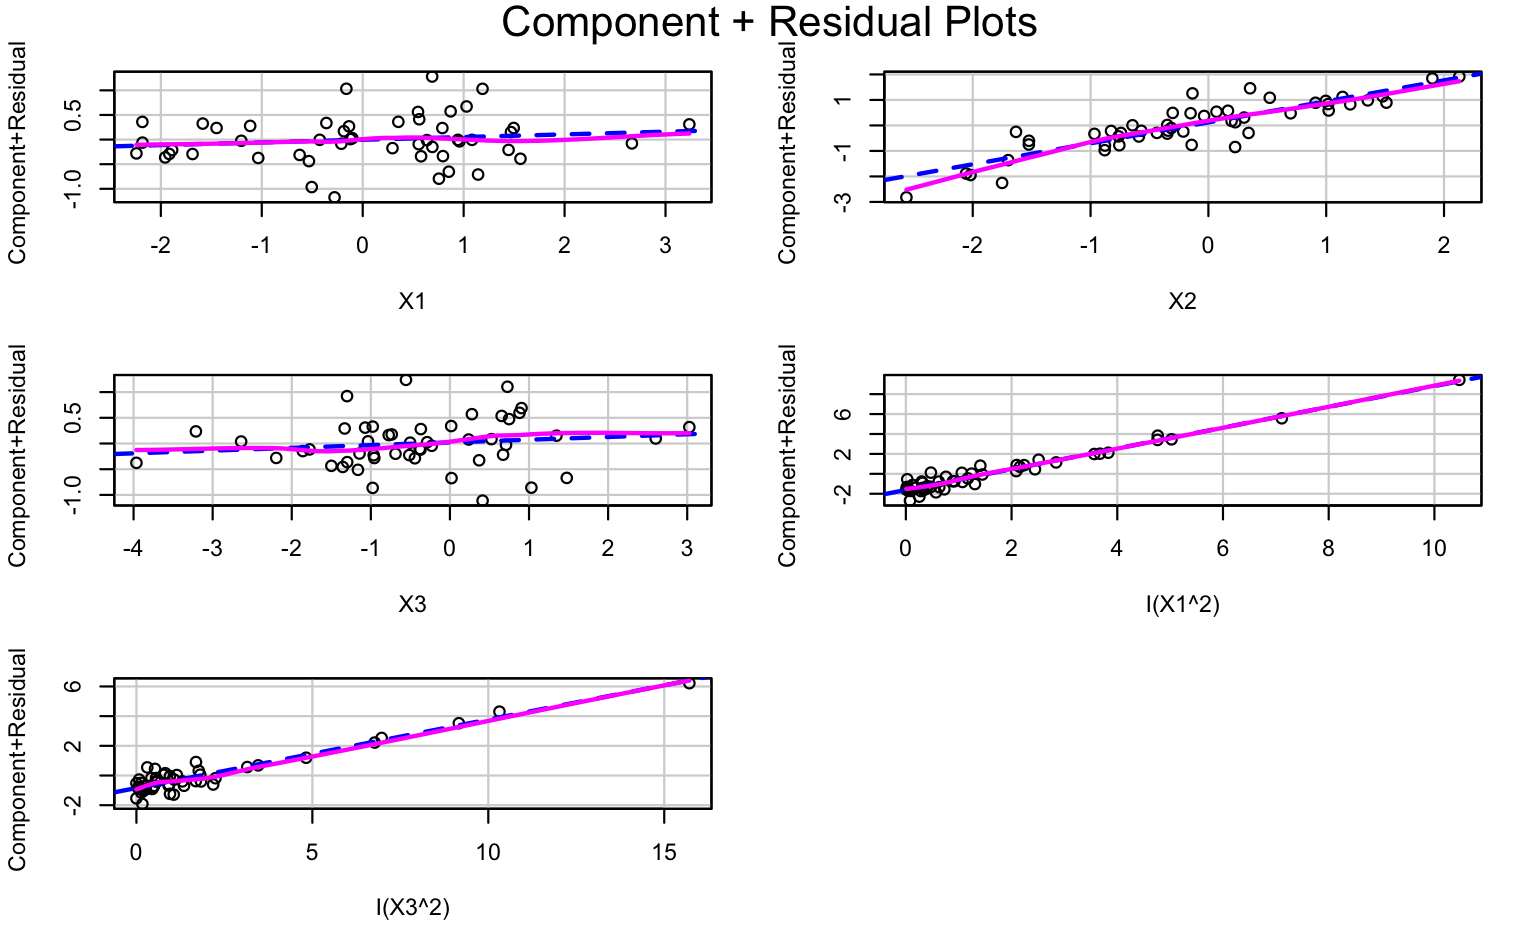 Component + Residual Plots
Component+Residual
0.5
-1.0
-2 -1 0 1 2 3
X1
Component+Residual
1
-1
-3
-2 -1 0 1 2
X2
Component+Residual
0.5
-1.0
-4 -3 -2 -1 0 1 2 3
X3
Component+Residual
6
2
-2
0 2 4 6 8 10
I(X1^2)
Component+Residual
6
2
-2
0 5 10 15
I(X3^2)